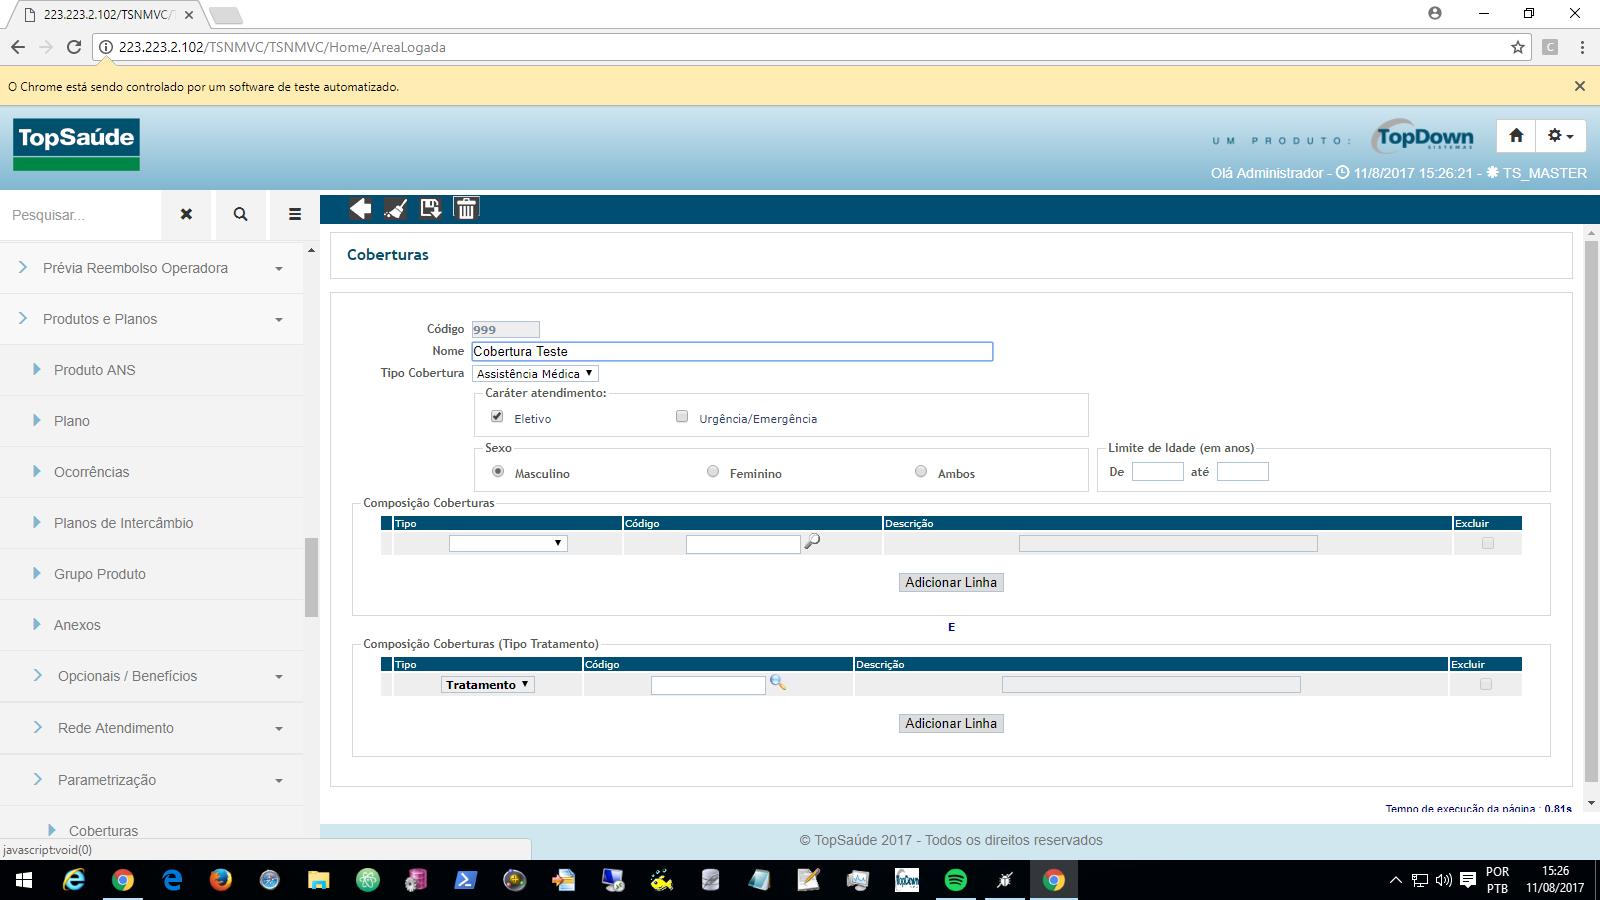 223.223.2.102/TSNMVC/T
223.223.2.102/TSNMVC/TSNMVC/Home/AreaLogada
C
O Chrome está sendo controlado por um software de teste automatizado.
TopSaúde
UM PRODUTO:
TopDown
SISTEMAS
Olá Administrador - 11/8/2017 15:26:21 - TS_MASTER
Pesquisar...
Prévia Reembolso Operadora
Produtos e Planos
Produto ANS
Plano
Ocorrências
Planos de Intercâmbio
Grupo Produto
Anexos
Opcionais / Benefícios
Rede Atendimento
Parametrização
Coberturas
javascript:void(0)
Coberturas
Código 999
Nome Cobertura Teste
Tipo Cobertura Assistência Médica
Caráter atendimento:
Eletivo Urgência/Emergência
Sexo
Masculino Feminino Ambos
Limite de Idade (em anos)
De até
Composição Coberturas
Tipo Código Descrição Excluir
Adicionar Linha
E
Composição Coberturas (Tipo Tratamento)
Tipo Código Descrição Excluir
Tratamento
Adicionar Linha
Tempo de execução da página : 0.81s
© TopSaúde 2017 - Todos os direitos reservados
TopDown
POR
PTB
15:26
11/08/2017